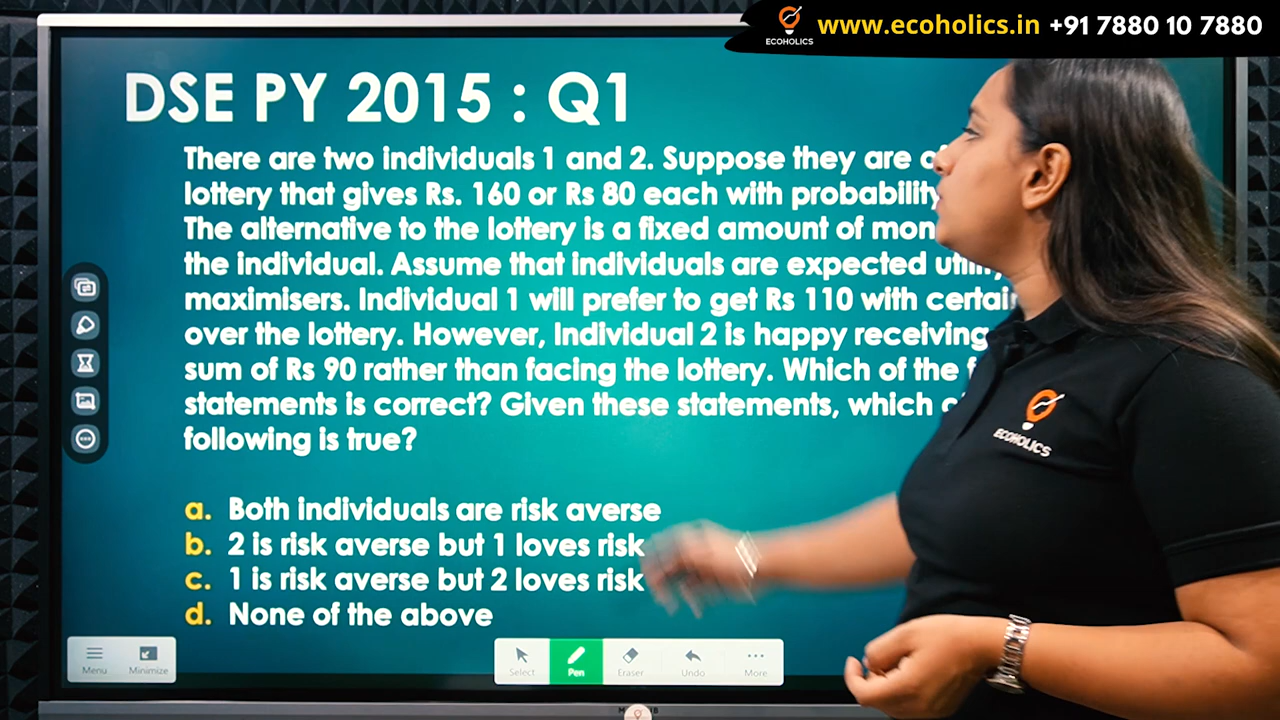 ECOHOLICS
www.ecoholics.in +91 7880 10 7880
DSE PY 2015 : Q1
There are two individuals 1 and 2. Suppose they are
lottery that gives Rs. 160 or Rs 80 each with probability
The alternative to the lottery is a fixed amount of
the individual. Assume that individuals are expected utility
maximisers. Individual 1 will prefer to get Rs 110 with
over the lottery. However, Individual 2 is happy receiving
sum of Rs 90 rather than facing the lottery. Which of the
statements is correct? Given these statements, which
following is true?
a. Both individuals are risk averse
b. 2 is risk averse but 1 loves risk
c. 1 is risk averse but 2 loves risk
d. None of the above
ECOHOLICS
Menu
Minimize
Select
Pen
Eraser
Undo
More